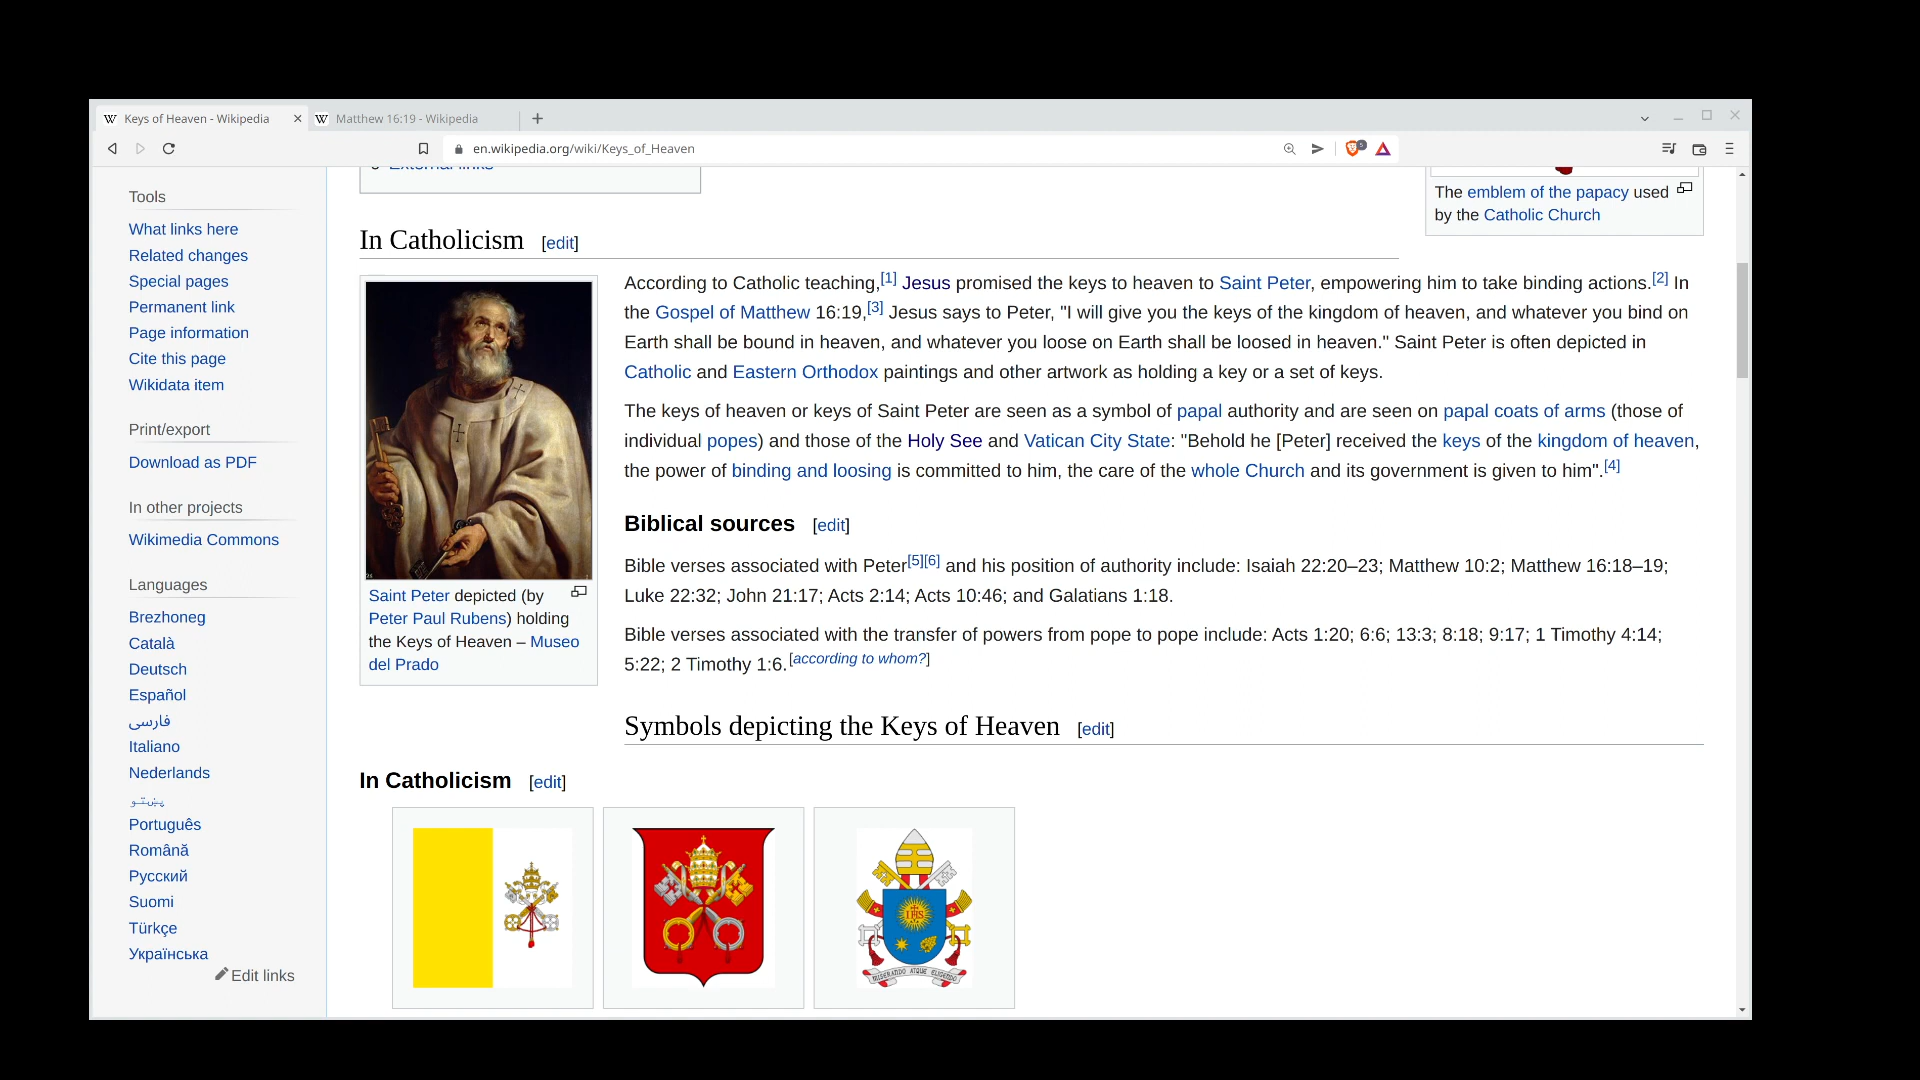 Keys of Heaven - Wikipedia
Matthew 16:19 - Wikipedia
en.wikipedia.org/wiki/Keys_of_Heaven
5
Tools
What links here
Related changes
Special pages
Permanent link
Page information
Cite this page
Wikidata item
Print/export
Download as PDF
In other projects
Wikimedia Commons
Languages
Brezhoneg
Català
Deutsch
Español
فارسی
Italiano
Nederlands
پښتو
Português
Română
Русский
Suomi
Türkçe
Українська
Edit links
External links
The emblem of the papacy used
by the Catholic Church
In Catholicism [edit]
Saint Peter depicted (by
Peter Paul Rubens) holding
the Keys of Heaven – Museo
del Prado
According to Catholic teaching,[1] Jesus promised the keys to heaven to Saint Peter, empowering him to take binding actions.[2] In
the Gospel of Matthew 16:19,[3] Jesus says to Peter, "I will give you the keys of the kingdom of heaven, and whatever you bind on
Earth shall be bound in heaven, and whatever you loose on Earth shall be loosed in heaven." Saint Peter is often depicted in
Catholic and Eastern Orthodox paintings and other artwork as holding a key or a set of keys.
The keys of heaven or keys of Saint Peter are seen as a symbol of papal authority and are seen on papal coats of arms (those of
individual popes) and those of the Holy See and Vatican City State: "Behold he [Peter] received the keys of the kingdom of heaven,
the power of binding and loosing is committed to him, the care of the whole Church and its government is given to him".[4]
Biblical sources [edit]
Bible verses associated with Peter[5][6] and his position of authority include: Isaiah 22:20–23; Matthew 10:2; Matthew 16:18–19;
Luke 22:32; John 21:17; Acts 2:14; Acts 10:46; and Galatians 1:18.
Bible verses associated with the transfer of powers from pope to pope include: Acts 1:20; 6:6; 13:3; 8:18; 9:17; 1 Timothy 4:14;
5:22; 2 Timothy 1:6.[according to whom?]
Symbols depicting the Keys of Heaven [edit]
In Catholicism [edit]
IHS
MISERANDO ATQUE ELIGENDO